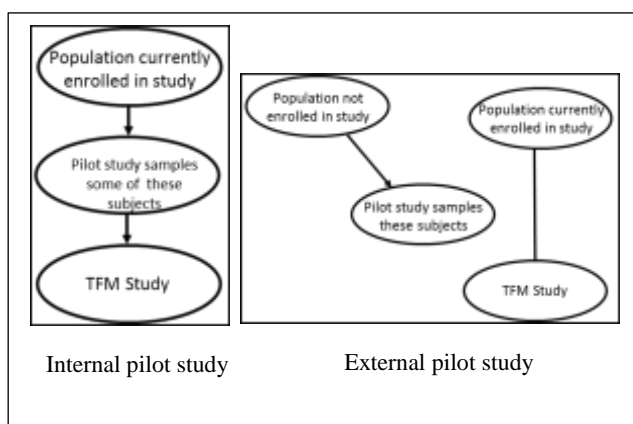 Population currently
enrolled in study
Pilot study samples
some of these
subjects
TFM Study
Internal pilot study
Population not
enrolled in study
Pilot study samples
these subjects
Population currently
enrolled in study
TFM Study
External pilot study